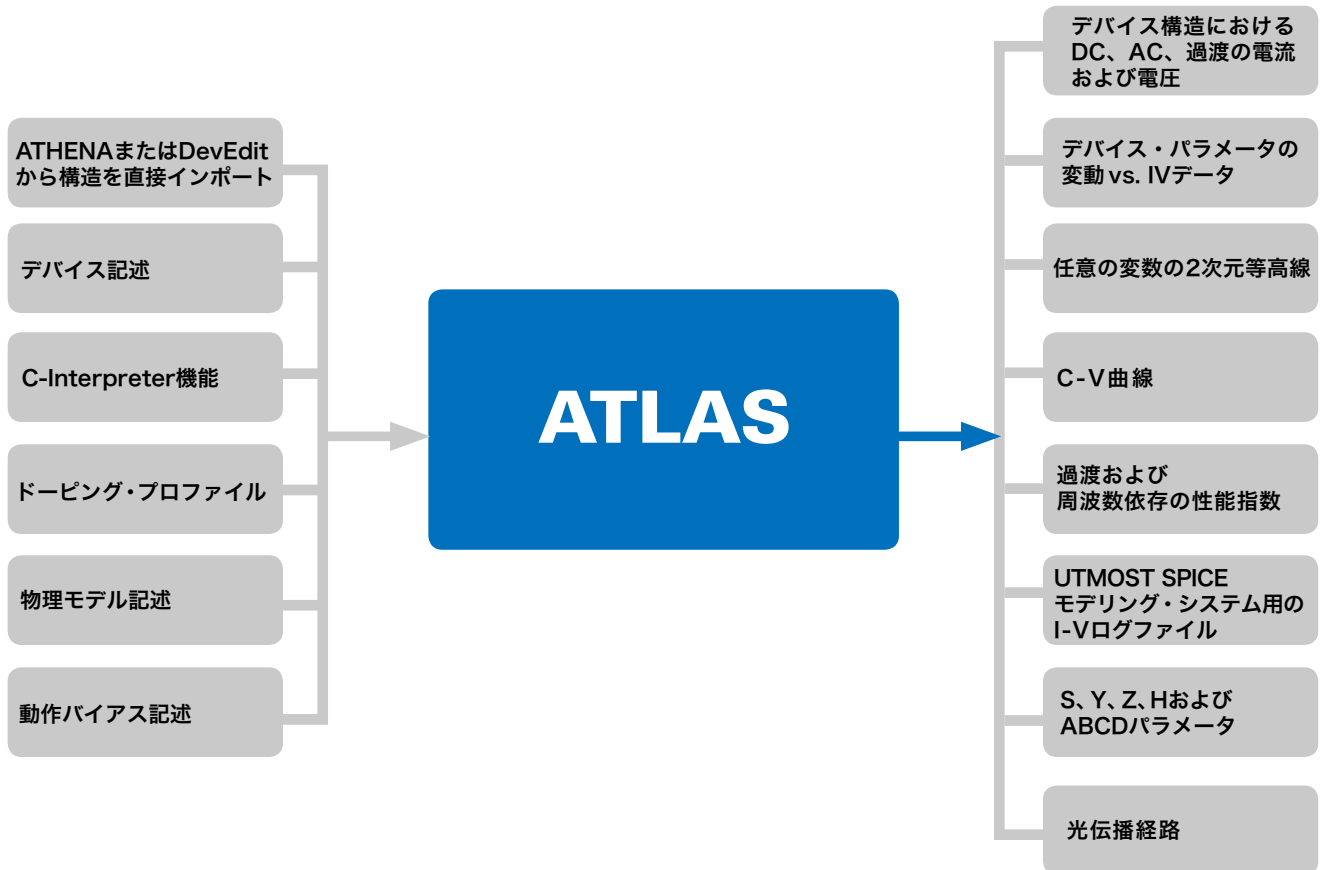 ATHENAまたはDevEdit
から構造を直接インポート
デバイス記述
C-Interpreter機能
ドーピング・プロファイル
物理モデル記述
動作バイアス記述
ATLAS
デバイス構造における
DC、AC、過渡の電流
および電圧
デバイス・パラメータの
変動 vs. IVデータ
任意の変数の2次元等高線
C-V曲線
過渡および
周波数依存の性能指数
UTMOST SPICE
モデリング・システム用の
I-Vログファイル
S、Y、Z、Hおよび
ABCDパラメータ
光伝播経路